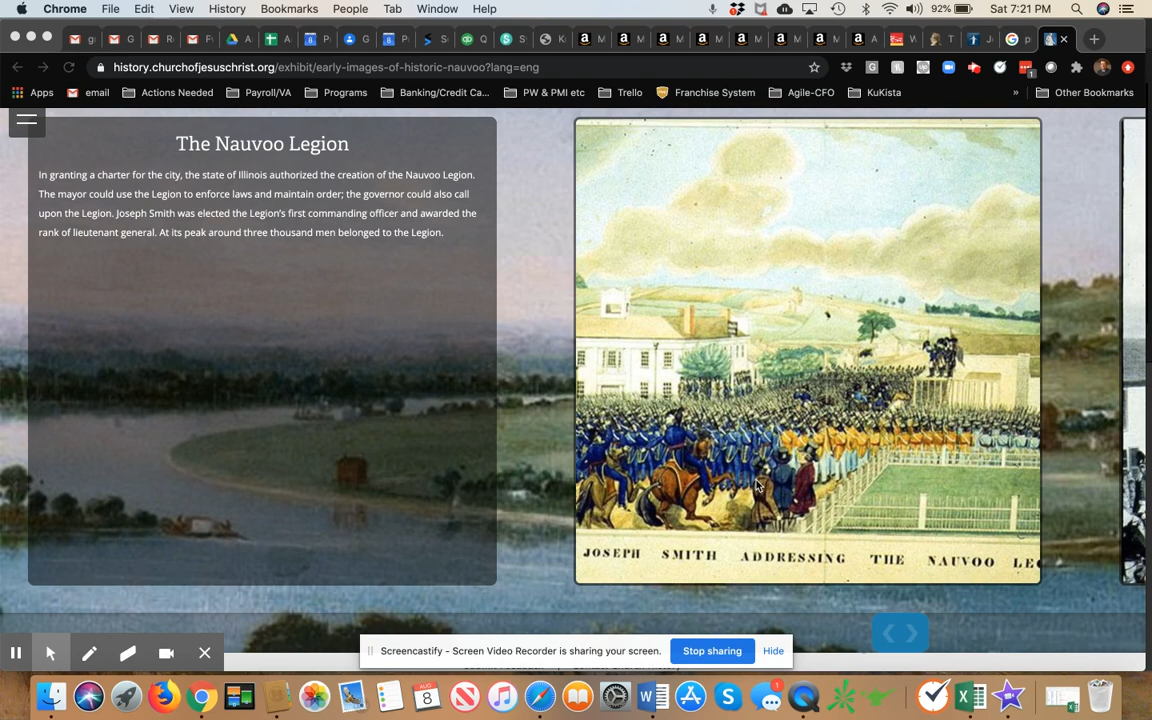 Chrome File Edit View History Bookmarks People Tab Window Help 92% Sat 7:21 PM
history.churchofjesuschrist.org/exhibit/early-images-of-historic-nauvoo?lang=eng
Apps email Actions Needed Payroll/VA Programs Banking/Credit Ca... PW & PMI etc Trello Franchise System Agile-CFO KuKista » Other Bookmarks
The Nauvoo Legion
In granting a charter for the city, the state of Illinois authorized the creation of the Nauvoo Legion.
The mayor could use the Legion to enforce laws and maintain order; the governor could also call
upon the Legion. Joseph Smith was elected the Legion's first commanding officer and awarded the
rank of lieutenant general. At its peak around three thousand men belonged to the Legion.
JOSEPH SMITH ADDRESSING THE NAUVOO LE
Screencastify - Screen Video Recorder is sharing your screen. Stop sharing Hide
AUG
8